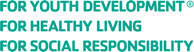 FOR YOUTH DEVELOPMENT®
FOR HEALTHY LIVING
FOR SOCIAL RESPONSIBILITY